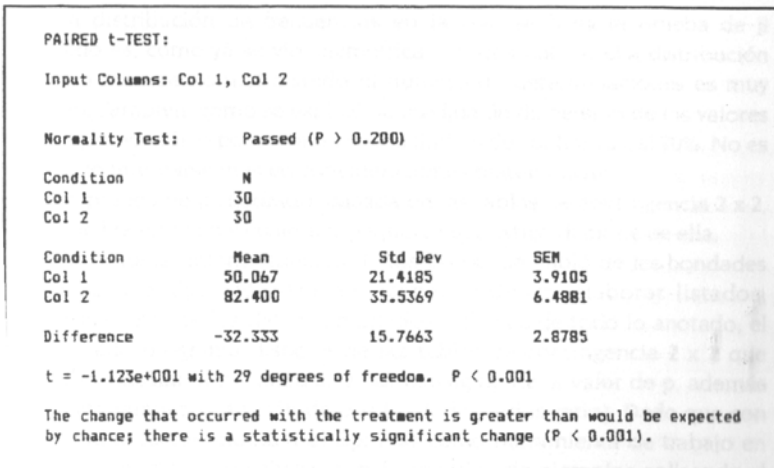 PAIRED t-TEST:
Input Columns: Col 1, Col 2
Normality Test: Passed (P > 0.200)
Condition N
Col 1 30
Col 2 30
Condition Mean Std Dev SEM
Col 1 50.067 21.4185 3.9105
Col 2 82.400 35.5369 6.4881
Difference -32.333 15.7663 2.8785
t = -1.123e+001 with 29 degrees of freedom. P < 0.001
The change that occurred with the treatment is greater than would be expected
by chance; there is a statistically significant change (P < 0.001).